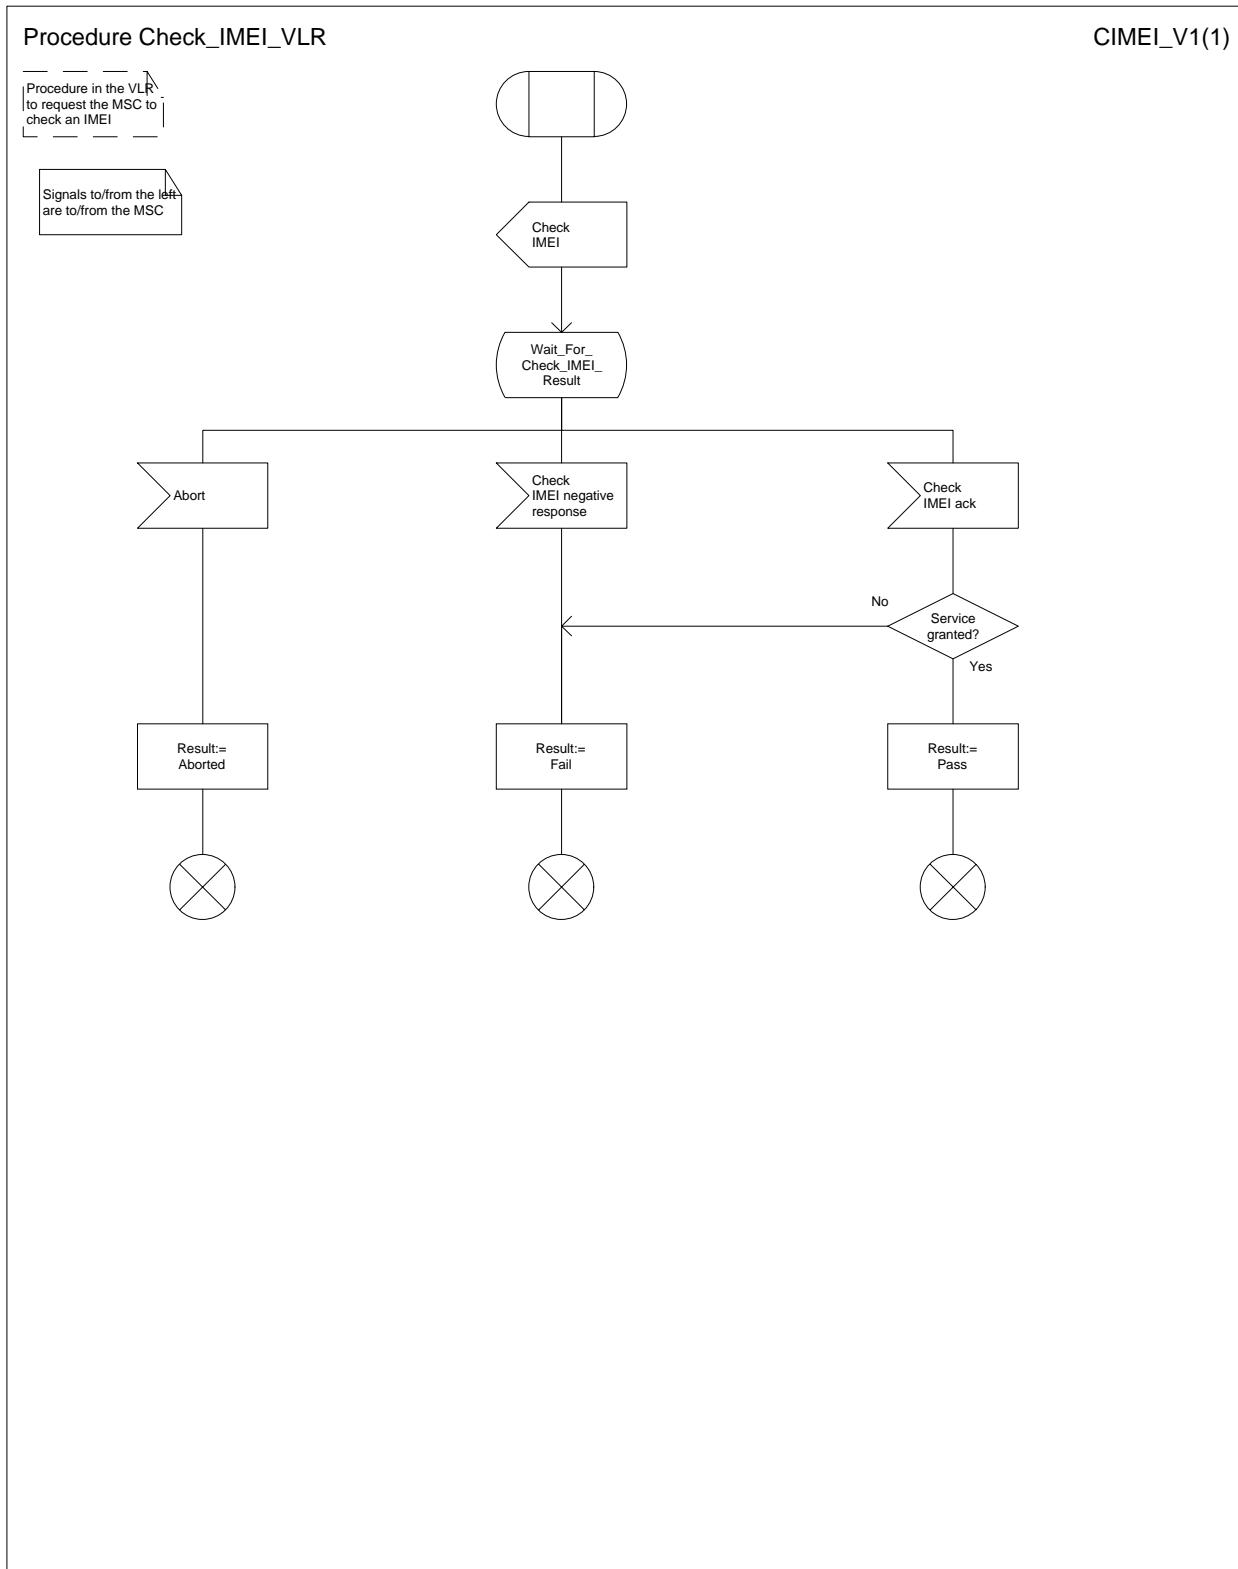 Procedure Check_IMEI_VLR
CIMEI_V1(1)
Procedure in the VLR
to request the MSC to
check an IMEI
Signals to/from the left
are to/from the MSC
Check
IMEI
Wait_For_
Check_IMEI_
Result
Abort
Check
IMEI negative
response
Check
IMEI ack
No
Service
granted?
Yes
Result:=
Aborted
Result:=
Fail
Result:=
Pass